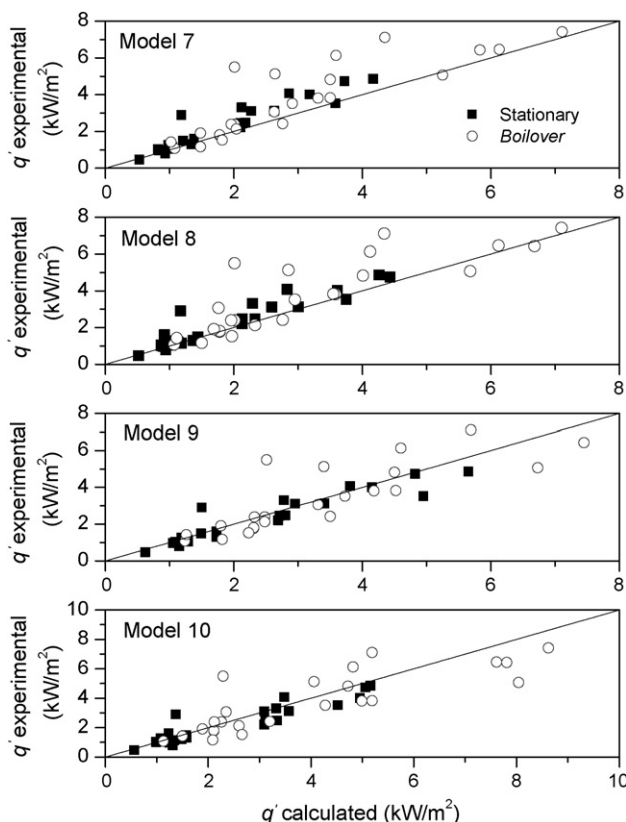 8
6
4
2
0
q′ experimental
(kW/m²)
Model 7
Stationary
Boilover
0 2 4 6 8
8
6
4
2
0
q′ experimental
(kW/m²)
Model 8
0 2 4 6 8
8
6
4
2
0
q′ experimental
(kW/m²)
Model 9
0 2 4 6 8
10
8
6
4
2
0
q′ experimental
(kW/m²)
Model 10
0 2 4 6 8 10
q′ calculated (kW/m²)